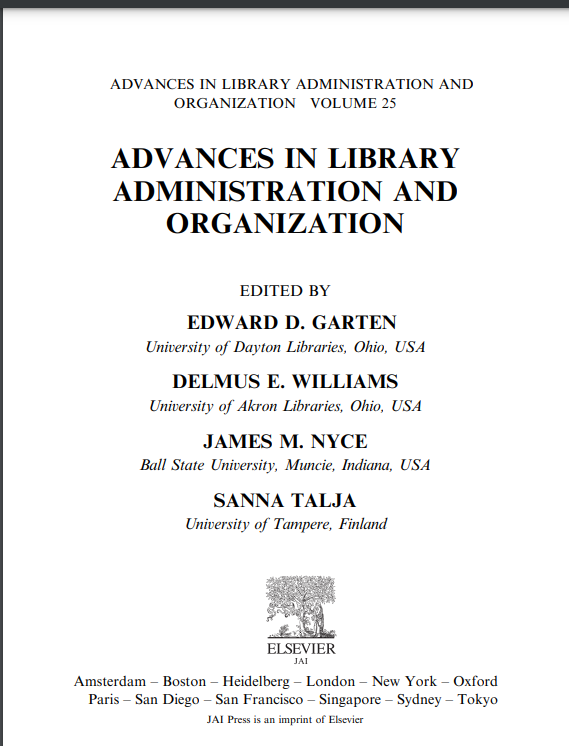 ADVANCES IN LIBRARY ADMINISTRATION AND
ORGANIZATION VOLUME 25
ADVANCES IN LIBRARY
ADMINISTRATION AND
ORGANIZATION
EDITED BY
EDWARD D. GARTEN
University of Dayton Libraries, Ohio, USA
DELMUS E. WILLIAMS
University of Akron Libraries, Ohio, USA
JAMES M. NYCE
Ball State University, Muncie, Indiana, USA
SANNA TALJA
University of Tampere, Finland
ELSEVIER
JAI
Amsterdam – Boston – Heidelberg – London – New York – Oxford
Paris – San Diego – San Francisco – Singapore – Sydney – Tokyo
JAI Press is an imprint of Elsevier